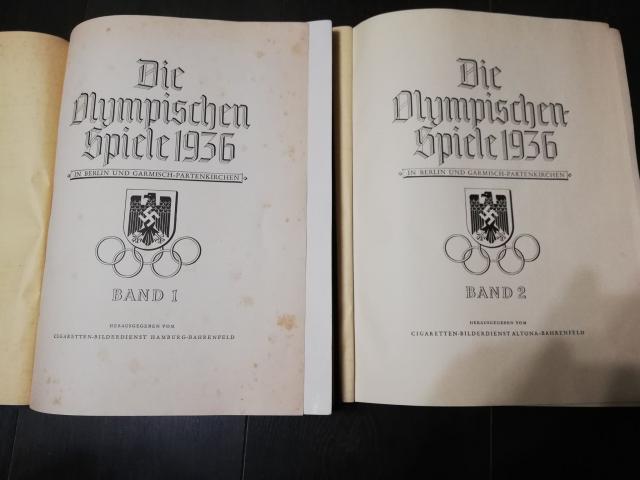 Die
Olympischen
Spiele 1936
IN BERLIN UND GARMISCH-PARTENKIRCHEN
BAND 1
HERAUSGEGEBEN VOM
CIGARETTEN-BILDERDIENST HAMBURG-BAHRENFELD
Die
Olympischen
Spiele 1936
IN BERLIN UND GARMISCH-PARTENKIRCHEN
BAND 2
HERAUSGEGEBEN VOM
CIGARETTEN-BILDERDIENST ALTONA-BAHRENFELD